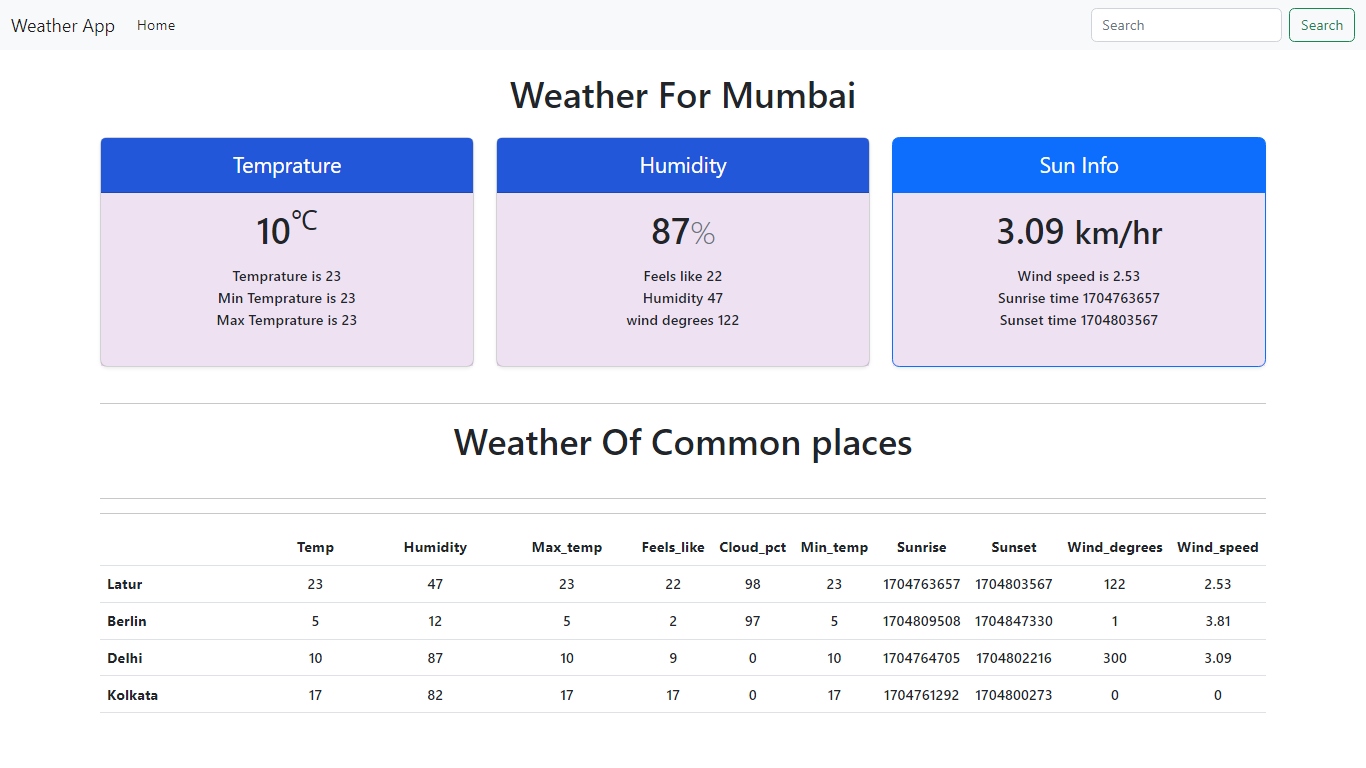 Weather App Home Search Search
Weather For Mumbai
Temprature
10°C
Temprature is 23
Min Temprature is 23
Max Temprature is 23
Humidity
87%
Feels like 22
Humidity 47
wind degrees 122
Sun Info
3.09 km/hr
Wind speed is 2.53
Sunrise time 1704763657
Sunset time 1704803567
Weather Of Common places
Temp Humidity Max_temp Feels_like Cloud_pct Min_temp Sunrise Sunset Wind_degrees Wind_speed
Latur 23 47 23 22 98 23 1704763657 1704803567 122 2.53
Berlin 5 12 5 2 97 5 1704809508 1704847330 1 3.81
Delhi 10 87 10 9 0 10 1704764705 1704802216 300 3.09
Kolkata 17 82 17 17 0 17 1704761292 1704800273 0 0